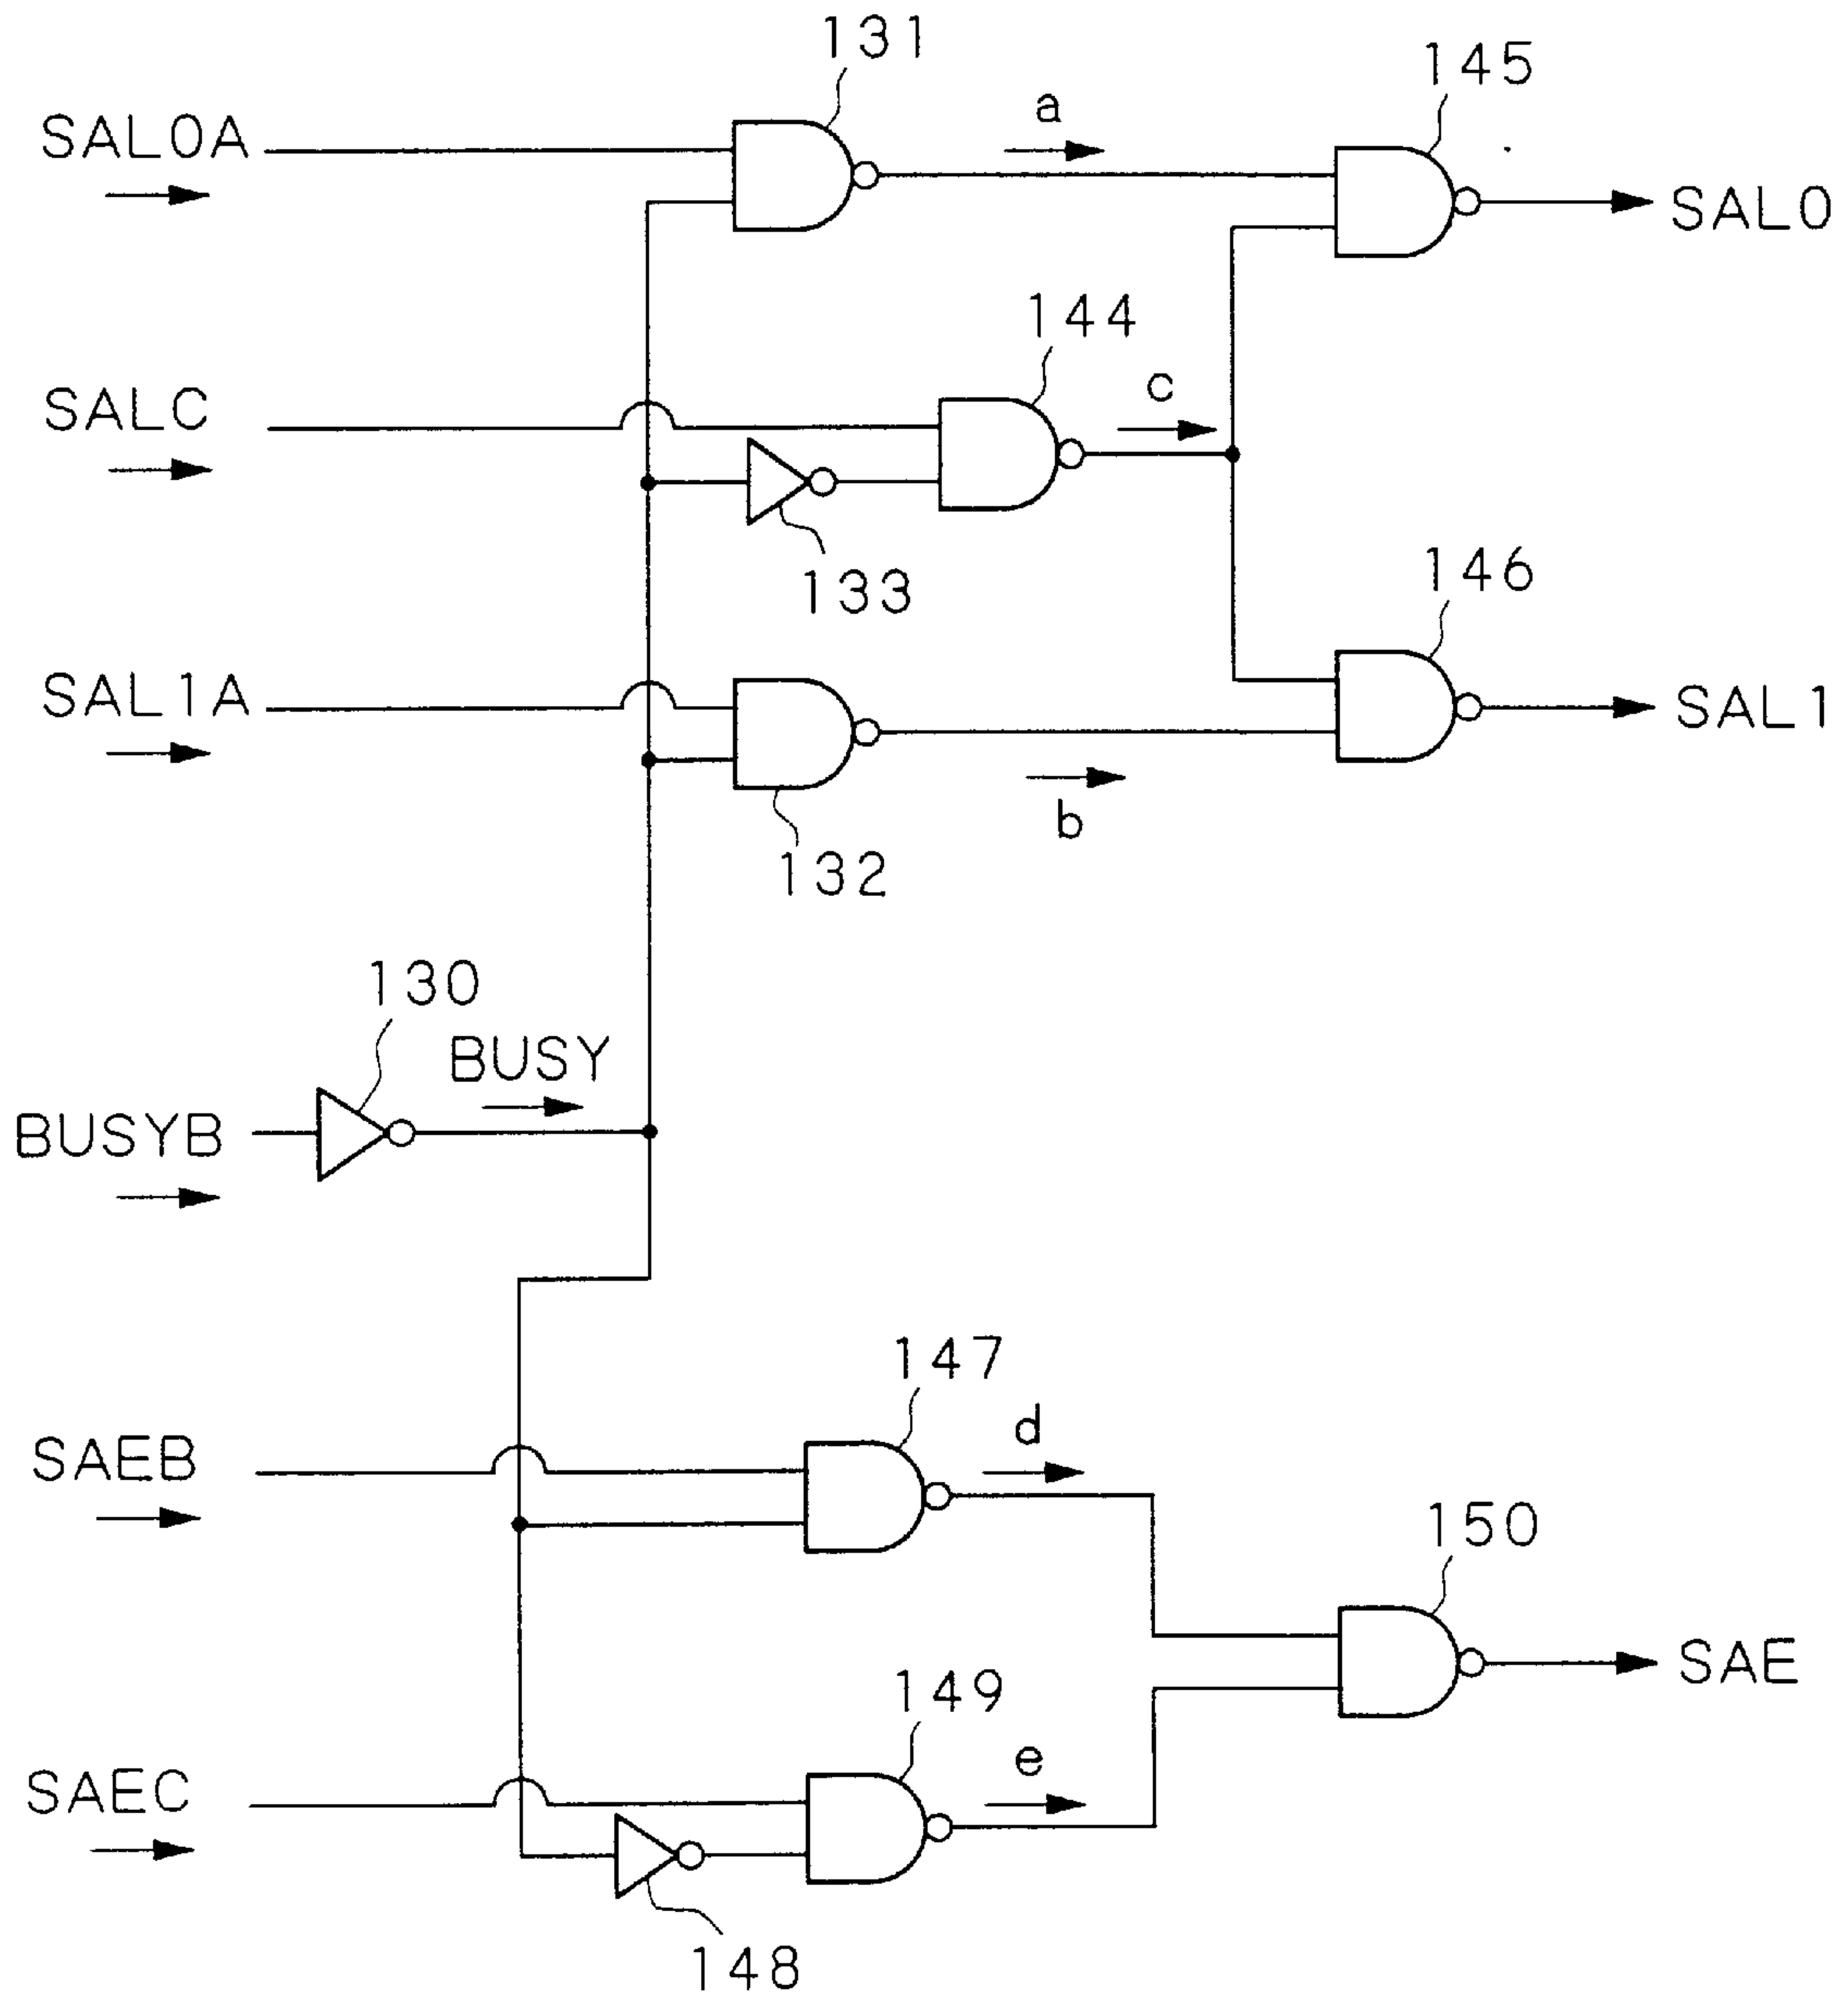 131
145
a
SAL0A
SAL0
144
c
SALC
133
146
SAL1A
SAL1
b
132
130
BUSY
BUSYB
147
d
SAEB
150
SAE
149
e
SAEC
148